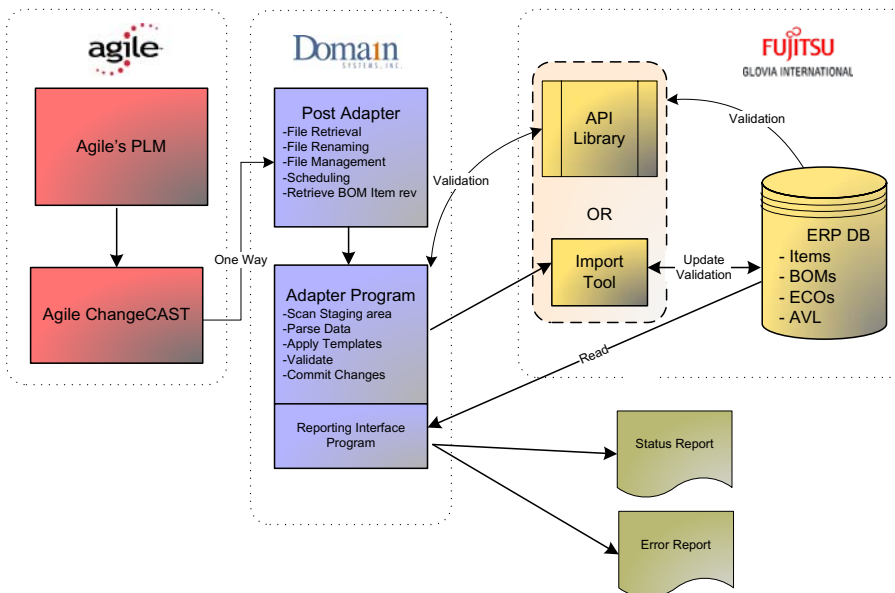 agile
Agile's PLM
Agile ChangeCAST
One Way
Domain
SYSTEMS, INC.
Post Adapter
-File Retrieval
-File Renaming
-File Management
-Scheduling
-Retrieve BOM Item rev
Adapter Program
-Scan Staging area
-Parse Data
-Apply Templates
-Validate
-Commit Changes
Reporting Interface
Program
Validation
FUJITSU
GLOVIA INTERNATIONAL
API
Library
OR
Import
Tool
Validation
Update
Validation
ERP DB
- Items
- BOMs
- ECOs
- AVL
Read
Status Report
Error Report